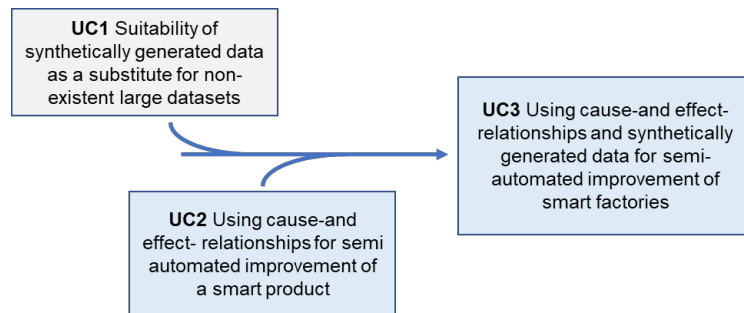 UC1 Suitability of
synthetically generated data
as a substitute for non-
existent large datasets
UC3 Using cause-and effect-
relationships and synthetically
generated data for semi-
automated improvement of
smart factories
UC2 Using cause-and
effect- relationships for semi
automated improvement of
a smart product